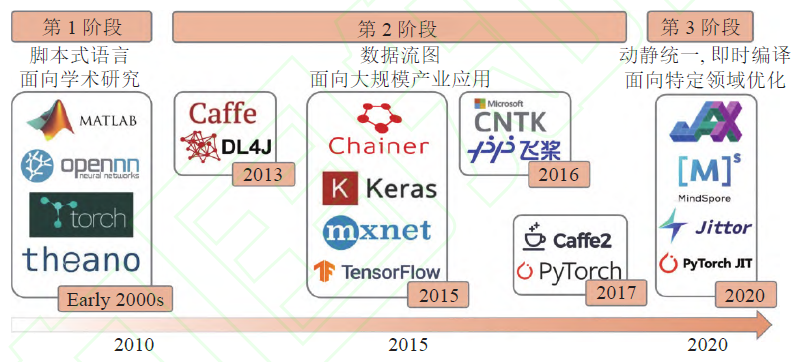 第 1 阶段
脚本式语言
面向学术研究
MATLAB
opennn
neural networks
torch
theano
Early 2000s
第 2 阶段
数据流图
面向大规模产业应用
Caffe
DL4J
2013
Chainer
K Keras
mxnet
TensorFlow
2015
Microsoft
CNTK
飞桨
2016
Caffe2
PyTorch
2017
第 3 阶段
动静统一, 即时编译
面向特定领域优化
JAX
[M]s
MindSpore
Jittor
PyTorch JIT
2020
2010
2015
2020